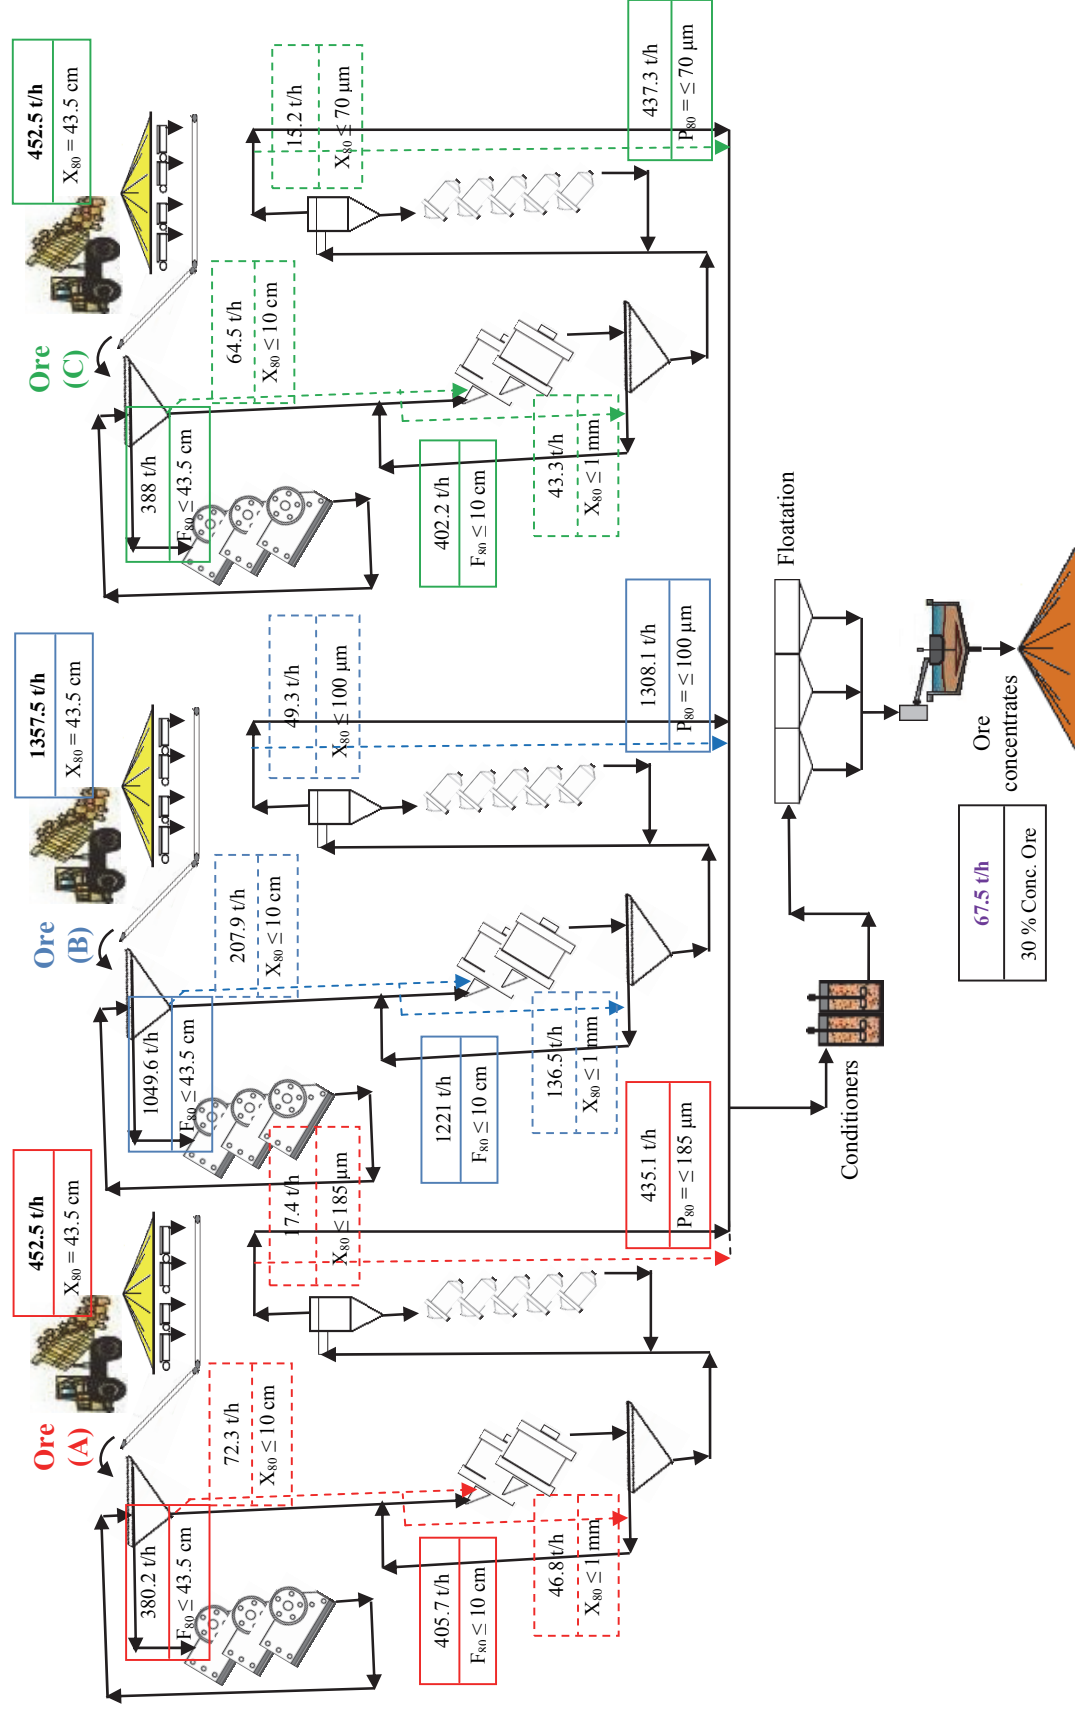 Ore
(A)
452.5 t/h
X80 = 43.5 cm
380.2 t/h
F80 ≤ 43.5 cm
72.3 t/h
X80 ≤ 10 cm
405.7 t/h
F80 ≤ 10 cm
46.8 t/h
X80 ≤ 1 mm
17.4 t/h
X80 ≤ 185 µm
435.1 t/h
P80 = ≤ 185 µm
Ore
(B)
1357.5 t/h
X80 = 43.5 cm
1049.6 t/h
F80 ≤ 43.5 cm
207.9 t/h
X80 ≤ 10 cm
1221 t/h
F80 ≤ 10 cm
136.5 t/h
X80 ≤ 1 mm
49.3 t/h
X80 ≤ 100 µm
1308.1 t/h
P80 = ≤ 100 µm
Ore
(C)
452.5 t/h
X80 = 43.5 cm
388 t/h
F80 ≤ 43.5 cm
64.5 t/h
X80 ≤ 10 cm
402.2 t/h
F80 ≤ 10 cm
43.3 t/h
X80 ≤ 1 mm
15.2 t/h
X80 ≤ 70 µm
437.3 t/h
P80 = ≤ 70 µm
Conditioners
Floatation
Ore
concentrates
67.5 t/h
30 % Conc. Ore